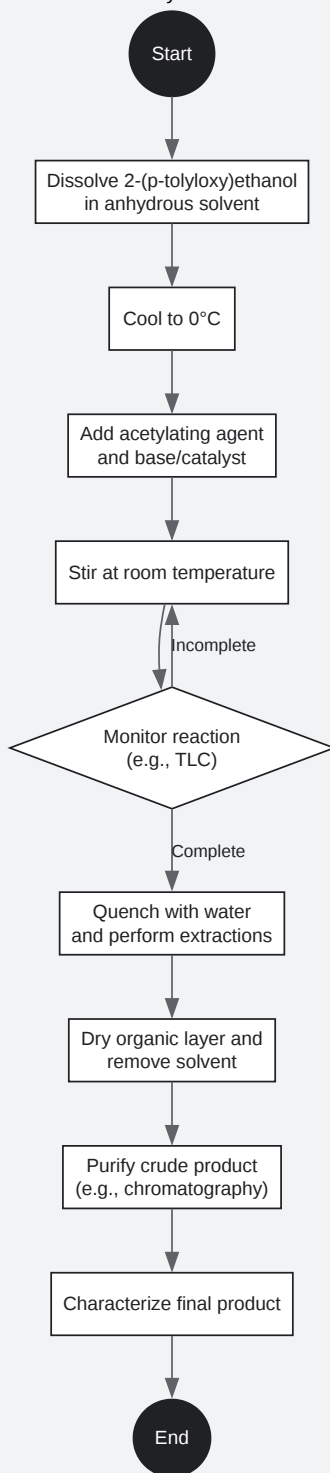 Start
Dissolve 2-(p-tolyloxy)ethanol
in anhydrous solvent
Cool to 0°C
Add acetylating agent
and base/catalyst
Stir at room temperature
Incomplete
Monitor reaction
(e.g., TLC)
Complete
Quench with water
and perform extractions
Dry organic layer and
remove solvent
Purify crude product
(e.g., chromatography)
Characterize final product
End